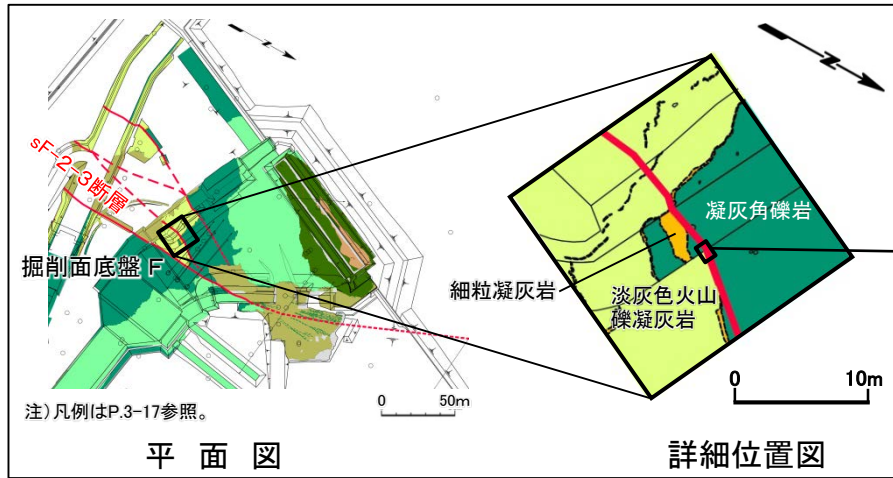 N
N
sF-2-3断層
掘削面底盤 F
凝灰角礫岩
細粒凝灰岩
淡灰色火山
礫凝灰岩
0 50m
0 10m
注)凡例はP.3-17参照。
平 面 図
詳細位置図